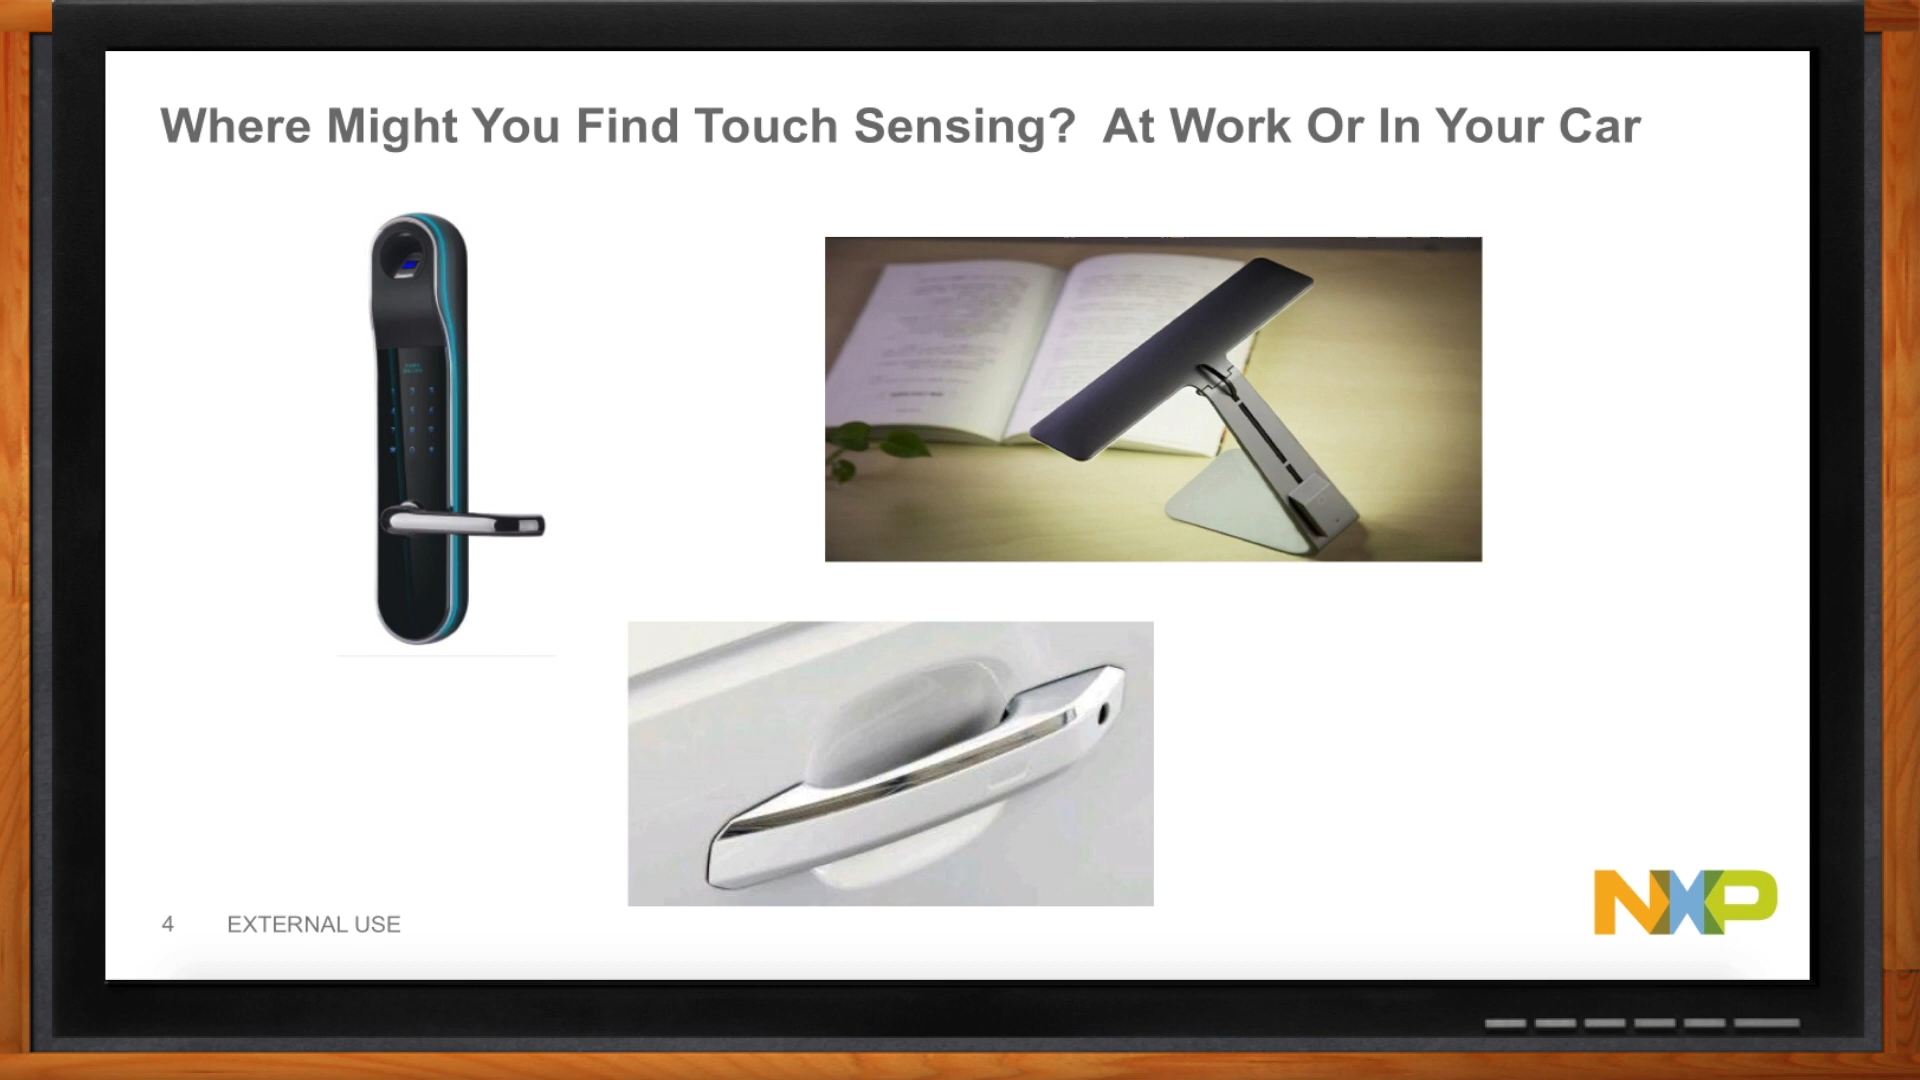 Where Might You Find Touch Sensing?  At Work Or In Your Car
4 EXTERNAL USE
NXP